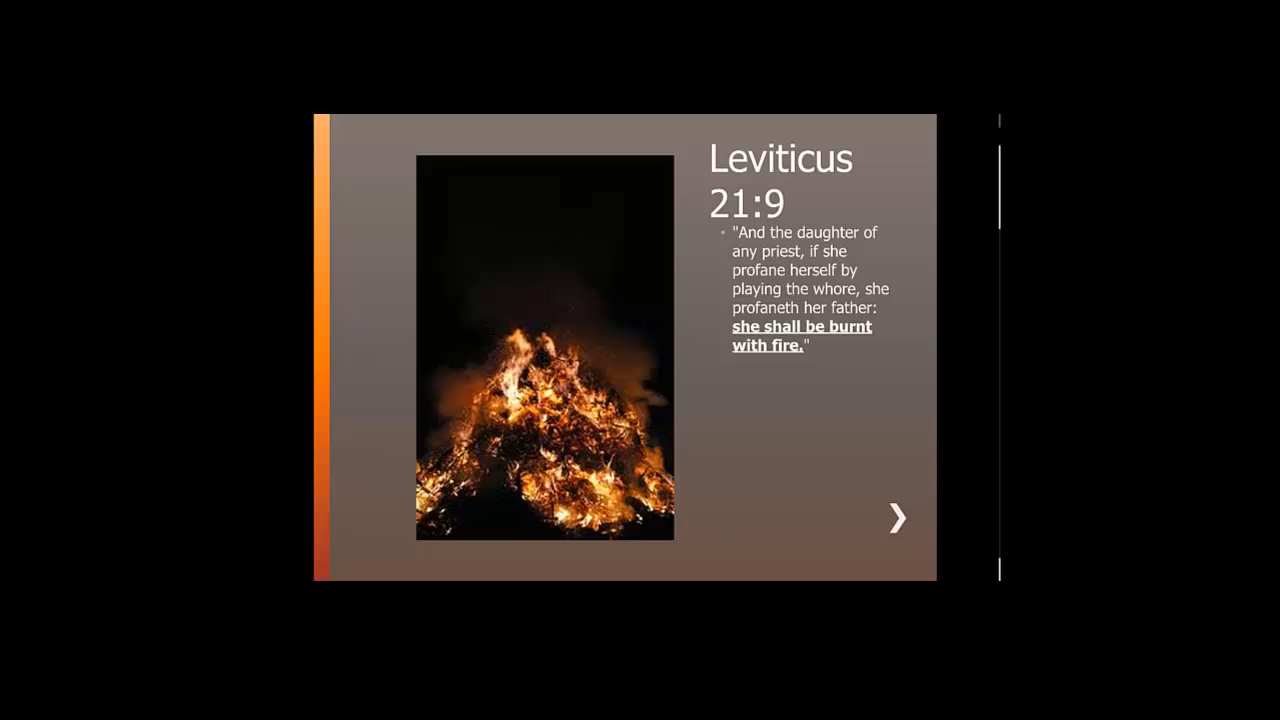 Leviticus
21:9
• "And the daughter of
any priest, if she
profane herself by
playing the whore, she
profaneth her father:
she shall be burnt
with fire."